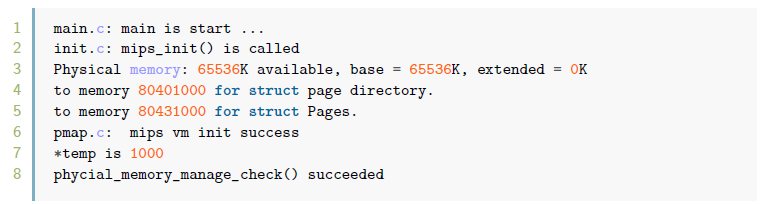 1 main.c: main is start ...
2 init.c: mips_init() is called
3 Physical memory: 65536K available, base = 65536K, extended = 0K
4 to memory 80401000 for struct page directory.
5 to memory 80431000 for struct Pages.
6 pmap.c:  mips vm init success
7 *temp is 1000
8 phycial_memory_manage_check() succeeded